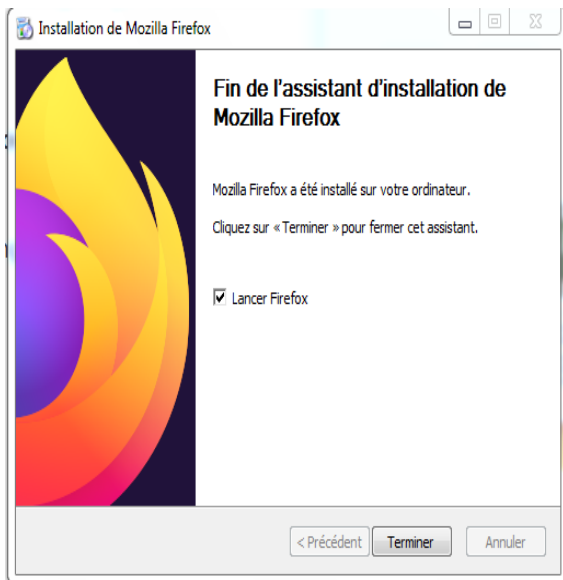 Installation de Mozilla Firefox
Fin de l'assistant d'installation de
Mozilla Firefox
Mozilla Firefox a été installé sur votre ordinateur.
Cliquez sur « Terminer » pour fermer cet assistant.
Lancer Firefox
< Précédent Terminer Annuler